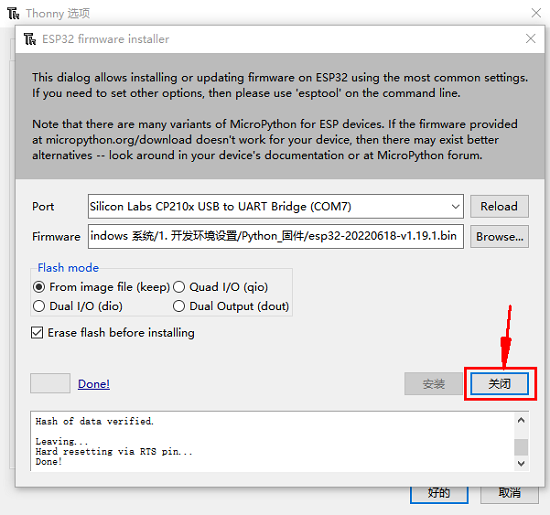 Thonny 选项
ESP32 firmware installer
This dialog allows installing or updating firmware on ESP32 using the most common settings.
If you need to set other options, then please use 'esptool' on the command line.
Note that there are many variants of MicroPython for ESP devices. If the firmware provided
at micropython.org/download doesn't work for your device, then there may exist better
alternatives -- look around in your device's documentation or at MicroPython forum.
Port Silicon Labs CP210x USB to UART Bridge (COM7) Reload
Firmware indows 系统/1. 开发环境设置/Python_固件/esp32-20220618-v1.19.1.bin Browse...
Flash mode
From image file (keep) Quad I/O (qio)
Dual I/O (dio) Dual Output (dout)
Erase flash before installing
Done! 安装 关闭
Hash of data verified.
Leaving...
Hard resetting via RTS pin...
Done!
好的 取消